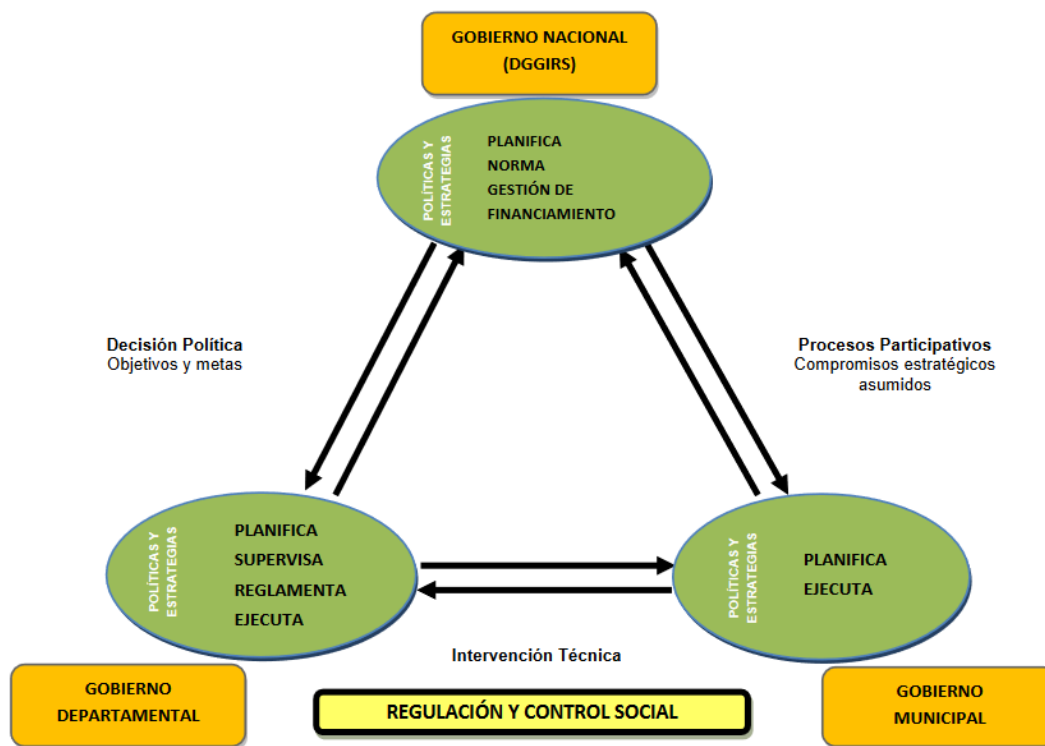 GOBIERNO NACIONAL
(DGGIRS)
POLÍTICAS Y
ESTRATEGIAS
PLANIFICA
NORMA
GESTIÓN DE
FINANCIAMIENTO
Decisión Política
Objetivos y metas
Procesos Participativos
Compromisos estratégicos
asumidos
POLÍTICAS Y
ESTRATEGIAS
PLANIFICA
SUPERVISA
REGLAMENTA
EJECUTA
POLÍTICAS Y
ESTRATEGIAS
PLANIFICA
EJECUTA
Intervención Técnica
GOBIERNO
DEPARTAMENTAL
REGULACIÓN Y CONTROL SOCIAL
GOBIERNO
MUNICIPAL